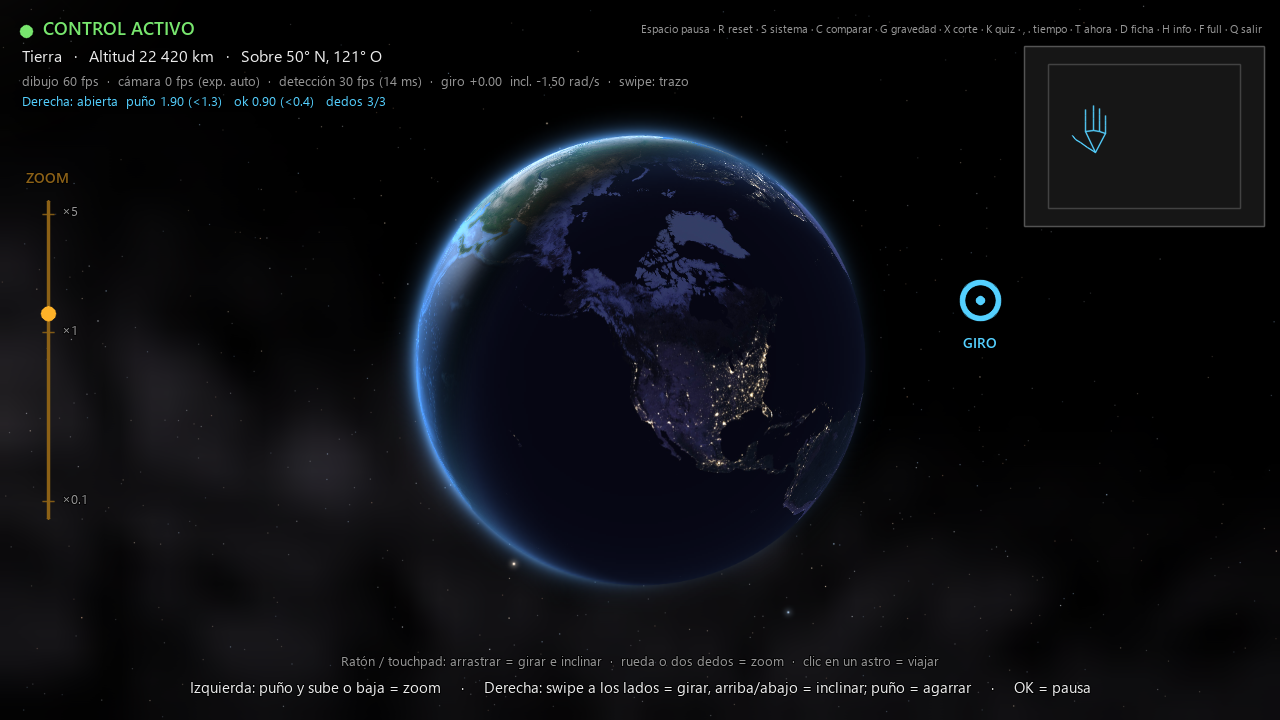 CONTROL ACTIVO
Espacio pausa · R reset · S sistema · C comparar · G gravedad · X corte · K quiz · , . tiempo · T ahora · D ficha · H info · F full · Q salir
Tierra · Altitud 22 420 km · Sobre 50° N, 121° O
dibujo 60 fps · cámara 0 fps (exp. auto) · detección 30 fps (14 ms) · giro +0.00 incl. -1,50 rad/s · swipe: trazo
Derecha: abierta puño 1.90 (<1.3) ok 0.90 (<0.4) dedos 3/3
ZOOM
×5
×1
×0.1
GIRO
Ratón / touchpad: arrastrar = girar e inclinar · rueda o dos dedos = zoom · clic en un astro = viajar
Izquierda: puño y sube o baja = zoom · Derecha: swipe a los lados = girar, arriba/abajo = inclinar; puño = agarrar · OK = pausa